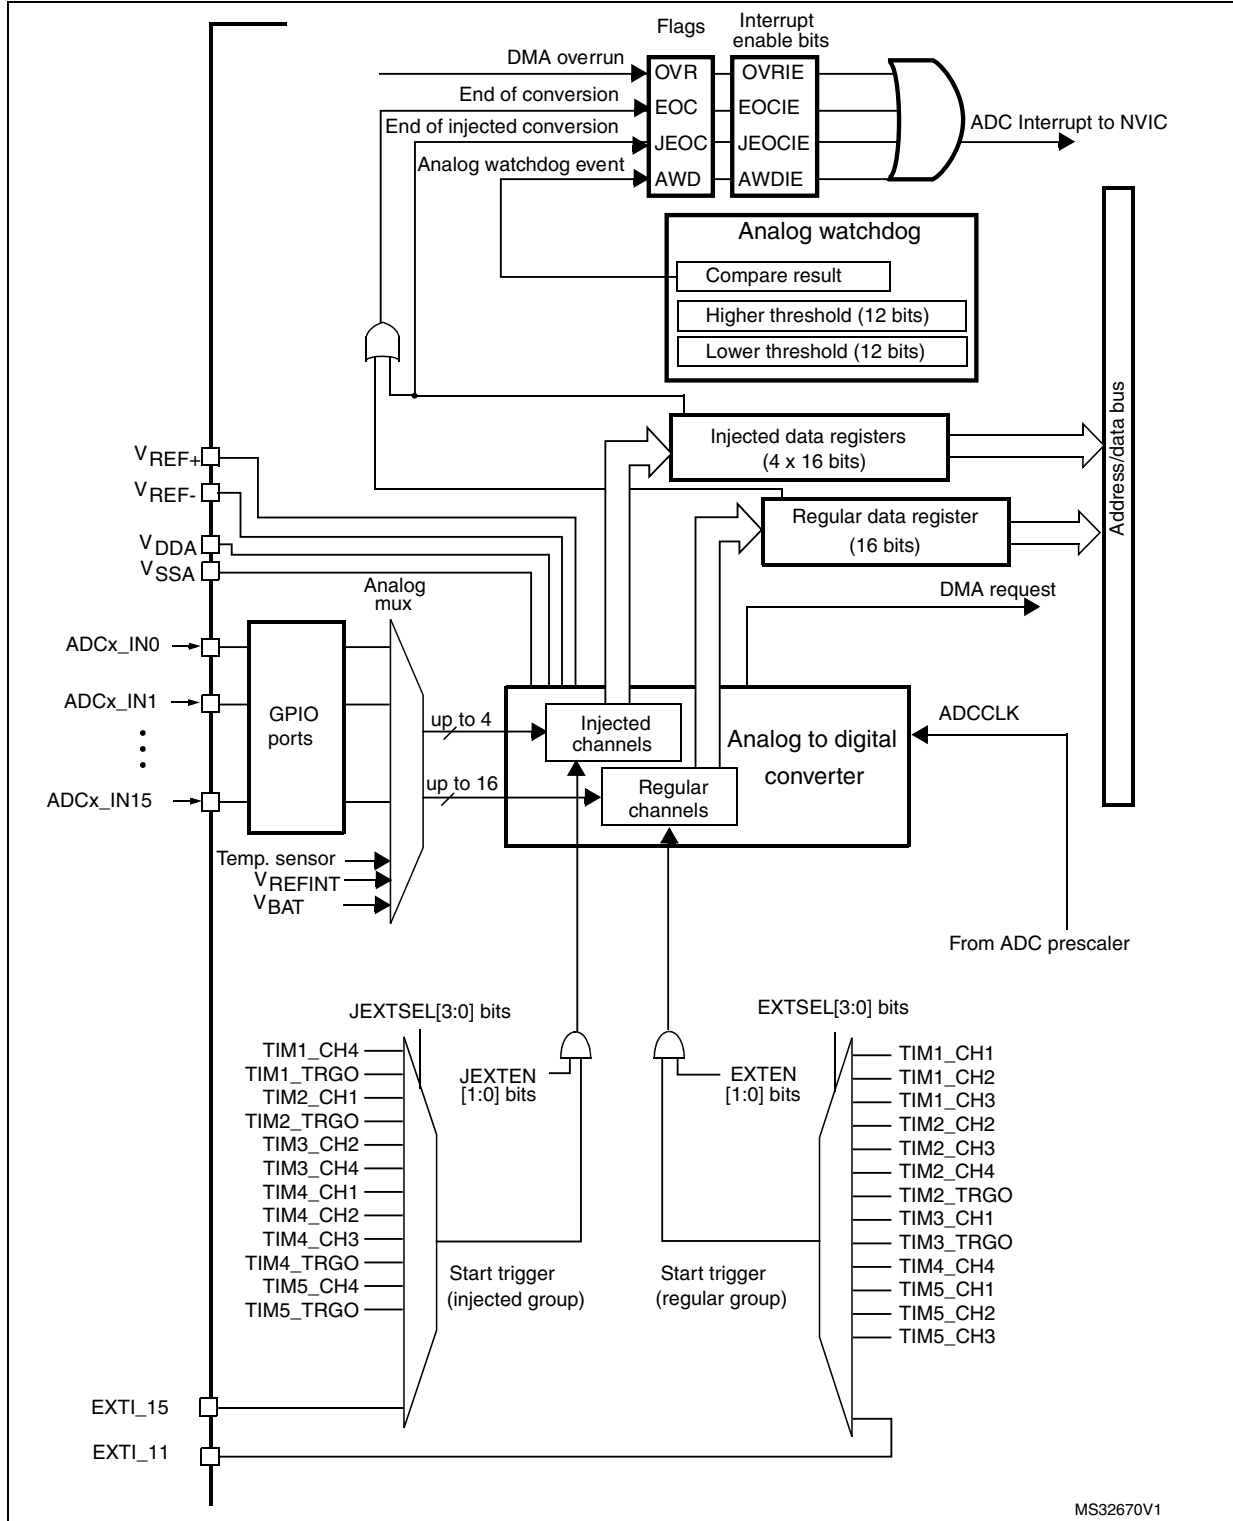 Flags
Interrupt
enable bits
DMA overrun
OVR
OVRIE
End of conversion
EOC
EOCIE
End of injected conversion
JEOC
JEOCIE
ADC Interrupt to NVIC
Analog watchdog event
AWD
AWDIE
Analog watchdog
Compare result
Higher threshold (12 bits)
Lower threshold (12 bits)
Address/data bus
Injected data registers
(4 x 16 bits)
VREF+
VREF-
VDDA
VSSA
Regular data register
(16 bits)
DMA request
Analog
mux
ADCx_IN0
ADCx_IN1
ADCx_IN15
GPIO
ports
up to 4
up to 16
Injected
channels
Regular
channels
Analog to digital
converter
ADCCLK
Temp. sensor
VREFINT
VBAT
From ADC prescaler
JEXTSEL[3:0] bits
EXTSEL[3:0] bits
TIM1_CH4
TIM1_TRGO
TIM2_CH1
TIM2_TRGO
TIM3_CH2
TIM3_CH4
TIM4_CH1
TIM4_CH2
TIM4_CH3
TIM4_TRGO
TIM5_CH4
TIM5_TRGO
JEXTEN
[1:0] bits
EXTEN
[1:0] bits
TIM1_CH1
TIM1_CH2
TIM1_CH3
TIM2_CH2
TIM2_CH3
TIM2_CH4
TIM2_TRGO
TIM3_CH1
TIM3_TRGO
TIM4_CH4
TIM5_CH1
TIM5_CH2
TIM5_CH3
Start trigger
(injected group)
Start trigger
(regular group)
EXTI_15
EXTI_11
MS32670V1